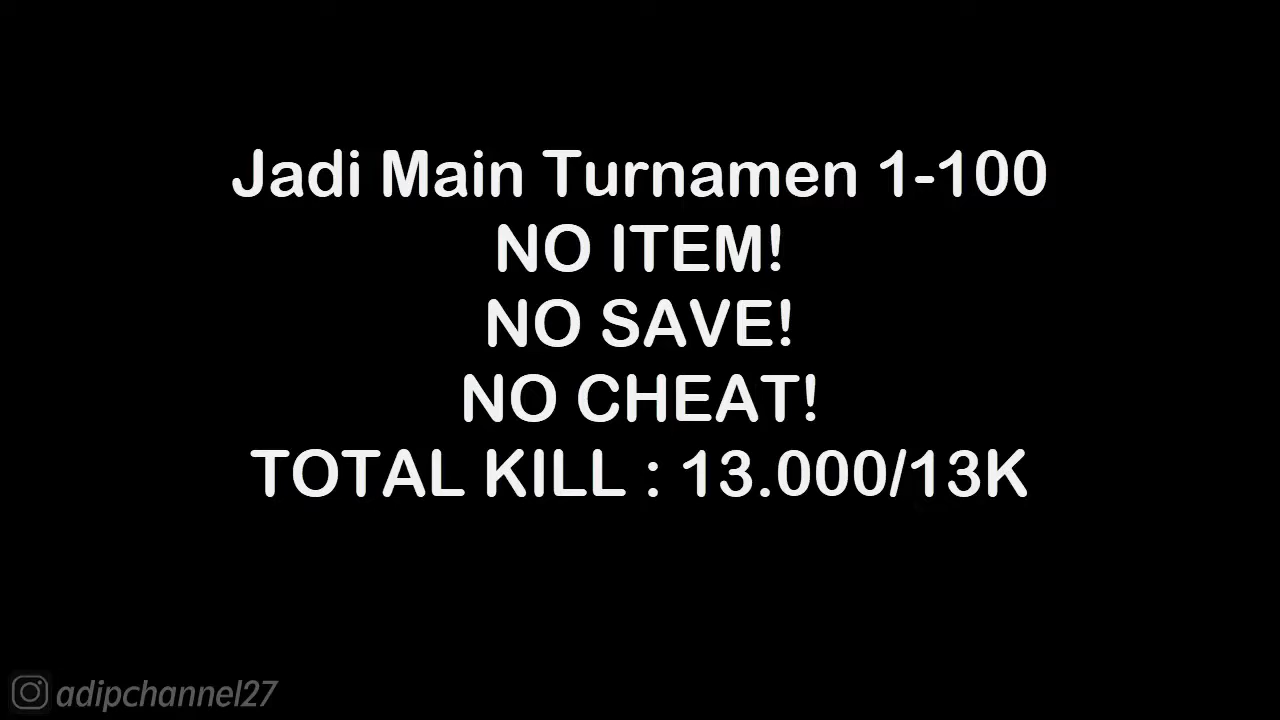 Jadi Main Turnamen 1-100
NO ITEM!
NO SAVE!
NO CHEAT!
TOTAL KILL : 13.000/13K
adipchannel27